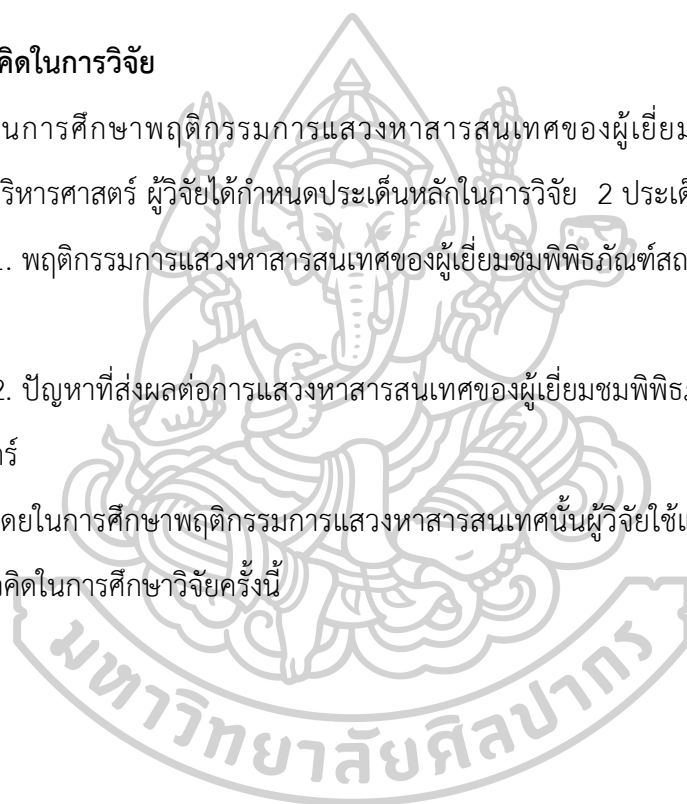 คิดในการวิจัย
นการศึกษาพฤติกรรมการแสวงหาสารสนเทศของผู้เยี่ยม
ริหารศาสตร์ ผู้วิจัยได้กำหนดประเด็นหลักในการวิจัย 2 ประเด็
. พฤติกรรมการแสวงหาสารสนเทศของผู้เยี่ยมชมพิพิธภัณฑ์สถ
2. ปัญหาที่ส่งผลต่อการแสวงหาสารสนเทศของผู้เยี่ยมชมพิพิธ
ร์
ดยในการศึกษาพฤติกรรมการแสวงหาสารสนเทศนั้นผู้วิจัยใช้แ
คิดในการศึกษาวิจัยครั้งนี้
มหาวิทยาลัยศิลปากร